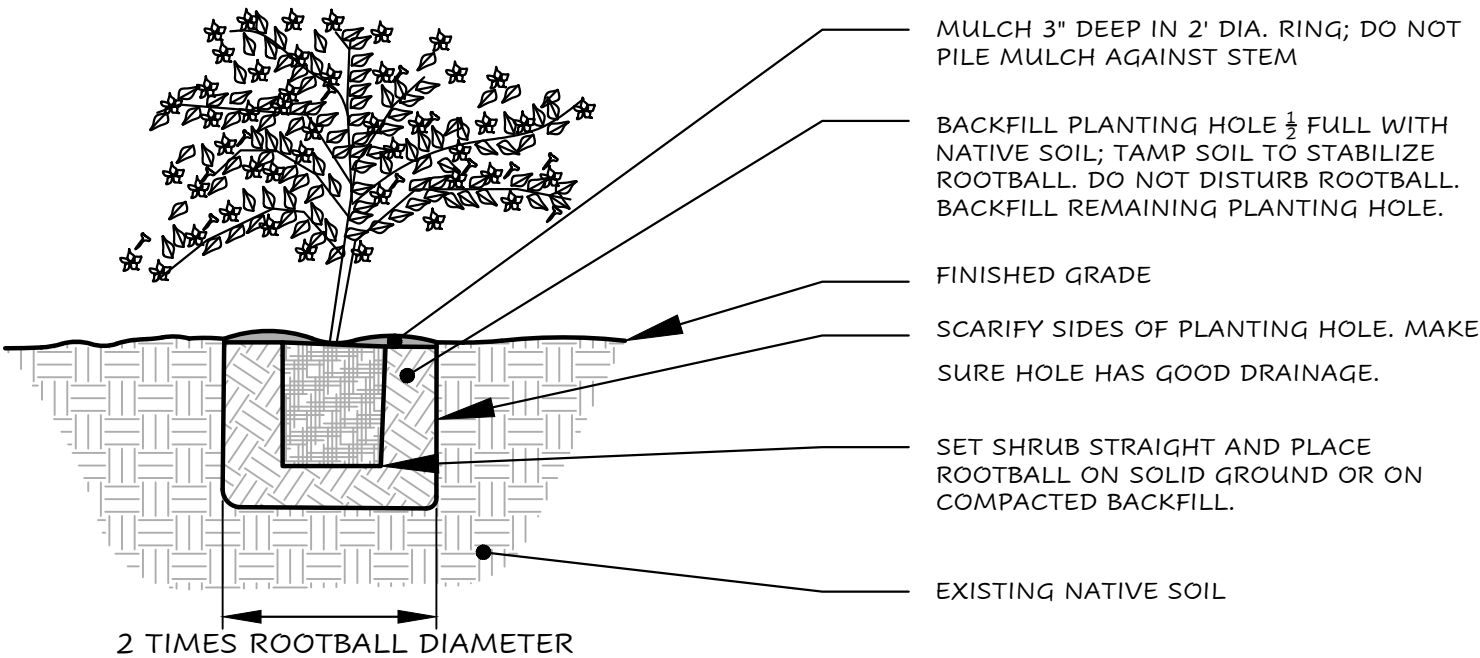 MULCH 3" DEEP IN 2' DIA. RING; DO NOT
PILE MULCH AGAINST STEM
BACKFILL PLANTING HOLE ½ FULL WITH
NATIVE SOIL; TAMP SOIL TO STABILIZE
ROOTBALL. DO NOT DISTURB ROOTBALL.
BACKFILL REMAINING PLANTING HOLE.
FINISHED GRADE
SCARIFY SIDES OF PLANTING HOLE. MAKE
SURE HOLE HAS GOOD DRAINAGE.
SET SHRUB STRAIGHT AND PLACE
ROOTBALL ON SOLID GROUND OR ON
COMPACTED BACKFILL.
EXISTING NATIVE SOIL
2 TIMES ROOTBALL DIAMETER